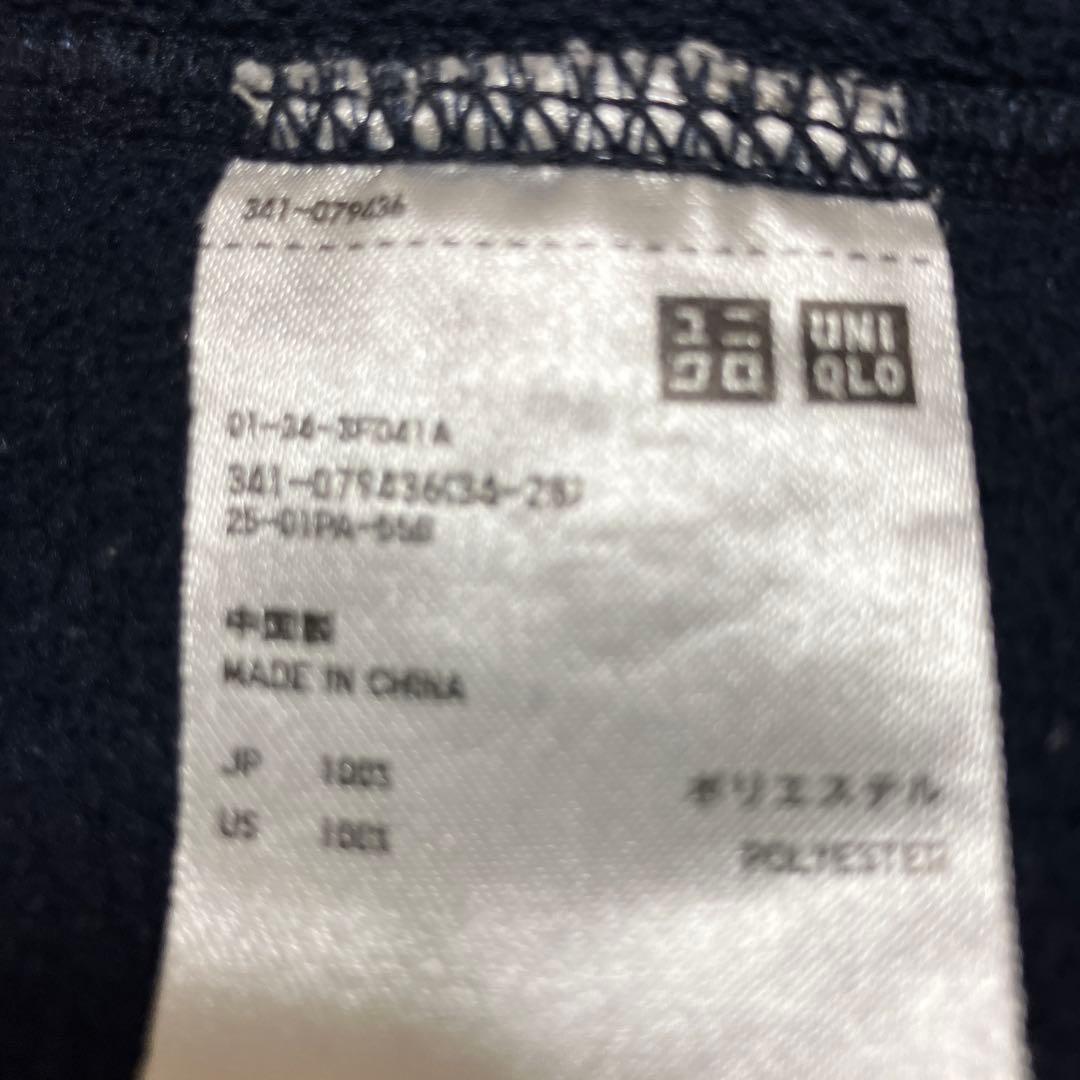 341-079436
ユニ
クロ
UNI
QLO
01-34-3F041A
341-079436(34-28)
25-01PA-55B
中国製
MADE IN CHINA
JP 100% ポリエステル
US 100% POLYESTER